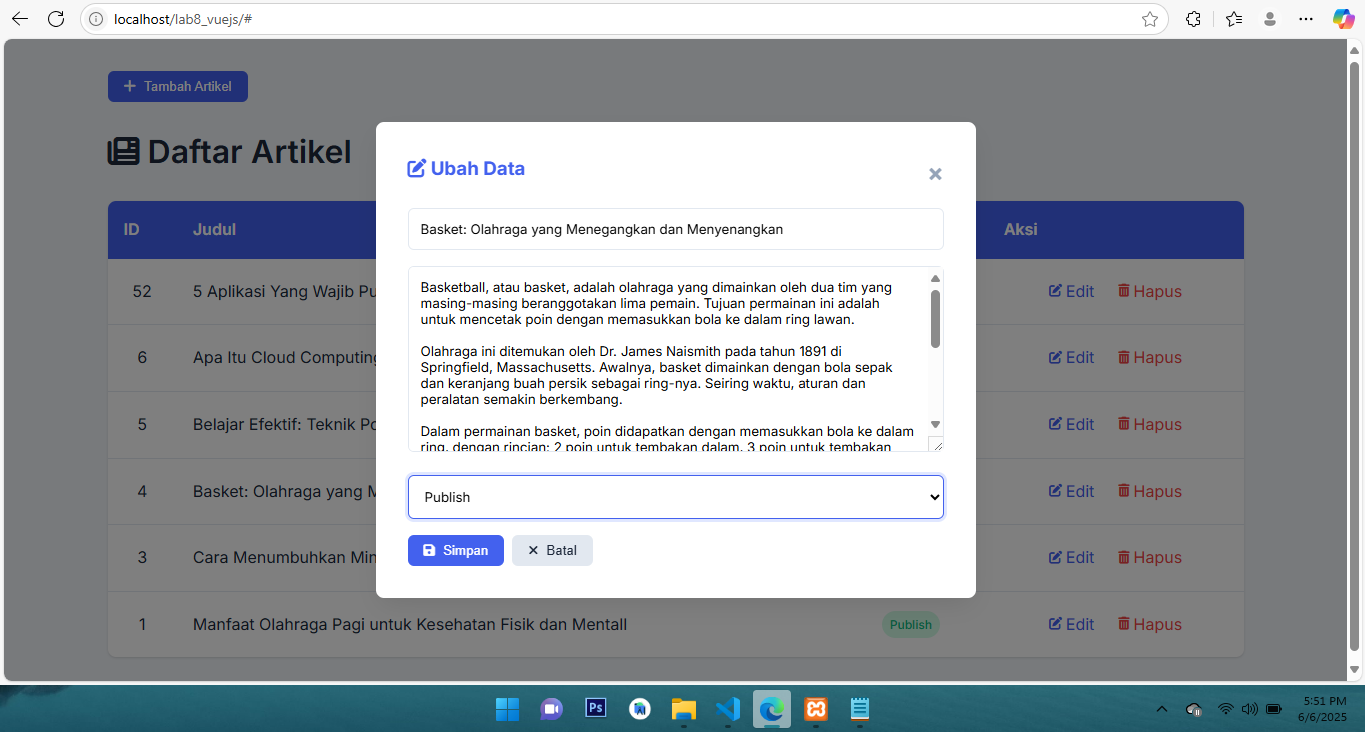 localhost/lab8_vuejs/#
Tambah Artikel
Daftar Artikel
ID Judul Aksi
52 5 Aplikasi Yang Wajib Edit Hapus
6 Apa Itu Cloud Computing Edit Hapus
5 Belajar Efektif: Teknik Edit Hapus
4 Basket: Olahraga yang Edit Hapus
3 Cara Menumbuhkan Edit Hapus
1 Manfaat Olahraga Pagi untuk Kesehatan Fisik dan Mentall Publish Edit Hapus
Ubah Data
Basket: Olahraga yang Menegangkan dan Menyenangkan
Basketball, atau basket, adalah olahraga yang dimainkan oleh dua tim yang
masing-masing beranggotakan lima pemain. Tujuan permainan ini adalah
untuk mencetak poin dengan memasukkan bola ke dalam ring lawan.
Olahraga ini ditemukan oleh Dr. James Naismith pada tahun 1891 di
Springfield, Massachusetts. Awalnya, basket dimainkan dengan bola sepak
dan keranjang buah persik sebagai ring-nya. Seiring waktu, aturan dan
peralatan semakin berkembang.
Dalam permainan basket, poin didapatkan dengan memasukkan bola ke dalam
ring, dengan rincian: 2 poin untuk tembakan dalam, 3 poin untuk tembakan
Publish
Simpan
Batal
Ps
5:51 PM
6/6/2025